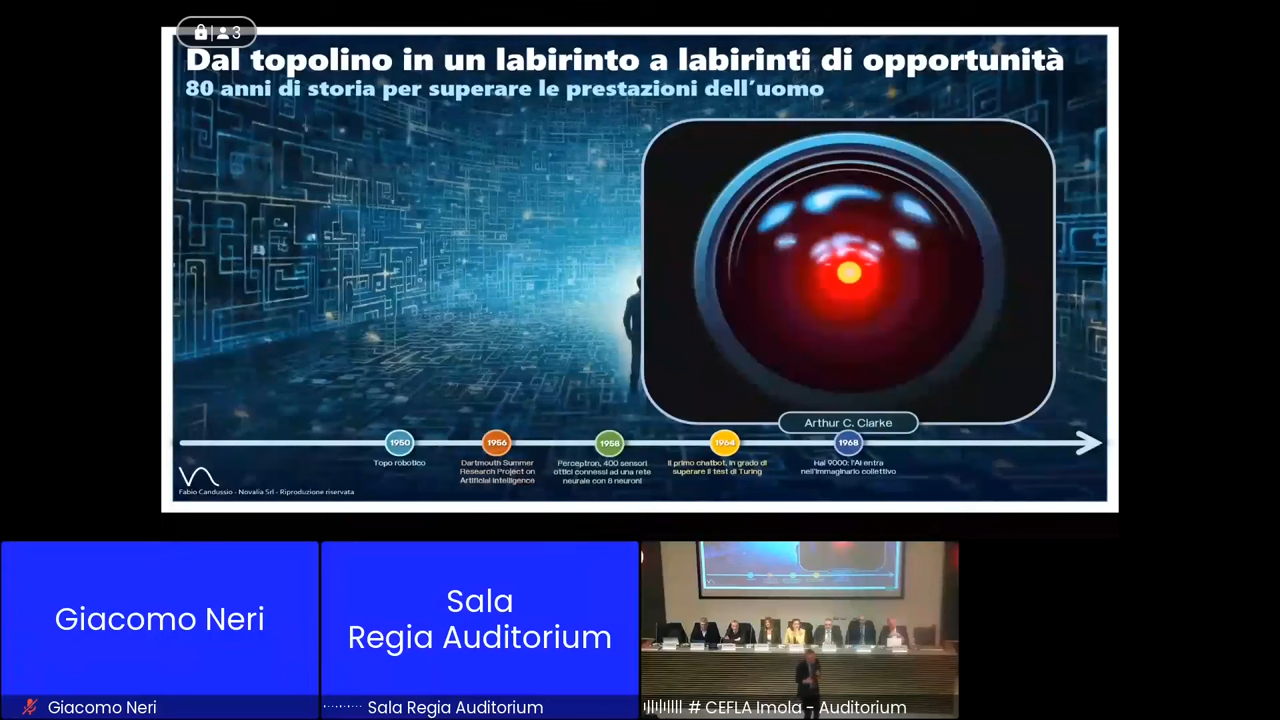 3
Dal topolino in un labirinto a labirinti di opportunità
80 anni di storia per superare le prestazioni dell'uomo
Arthur C. Clarke
1950
1956
1958
1964
1968
Topo robotico
Dartmouth Summer
Research Project on
Artificial Intelligence
Perceptron, 400 sensori
ottici connessi ad una rete
neurale con 8 neuroni
Il primo chatbot, in grado di
superare il test di Turing
Hal 9000: l'AI entra
nell'immaginario collettivo
Fabio Candussio - Novalia Srl - Riproduzione riservata
Giacomo Neri
Sala
Regia Auditorium
Giacomo Neri
Sala Regia Auditorium
# CEFLA Imola - Auditorium